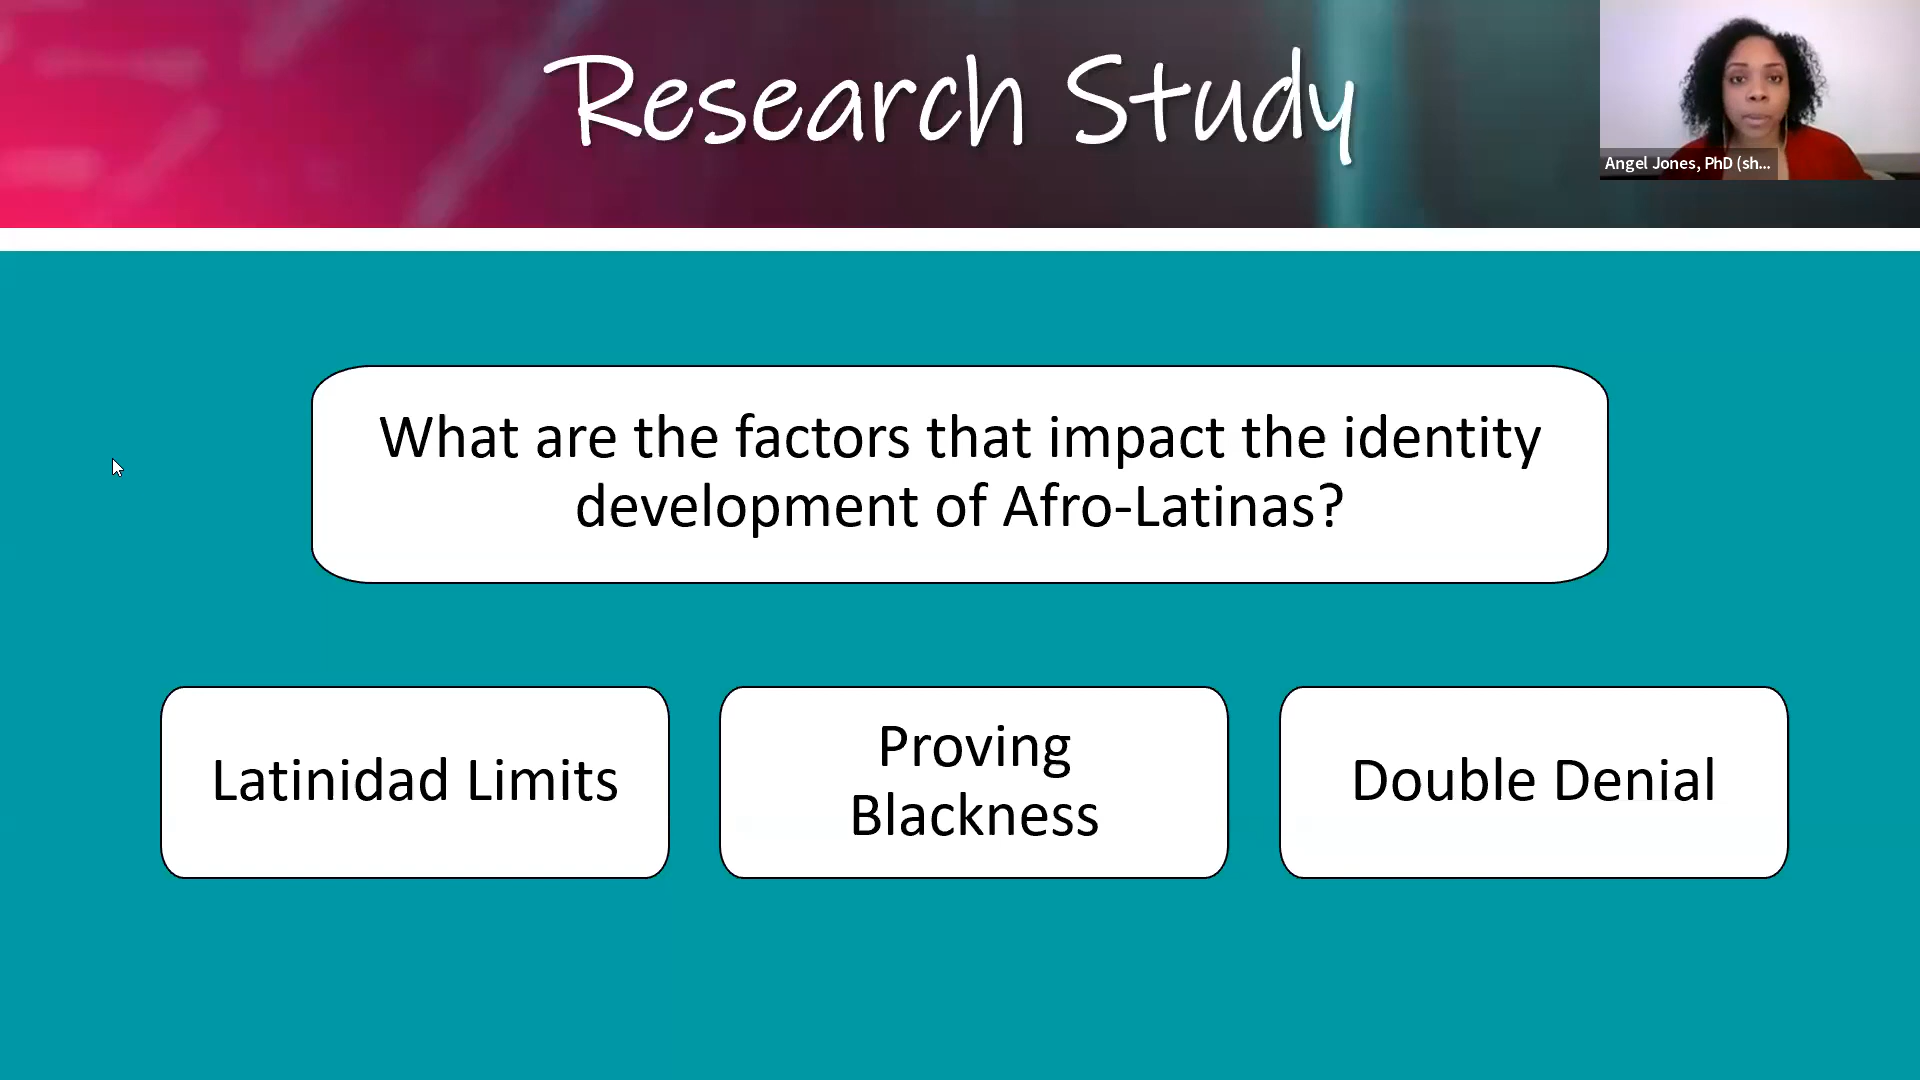 Research Study
Angel Jones, PhD (sh...
What are the factors that impact the identity
development of Afro-Latinas?
Latinidad Limits
Proving
Blackness
Double Denial